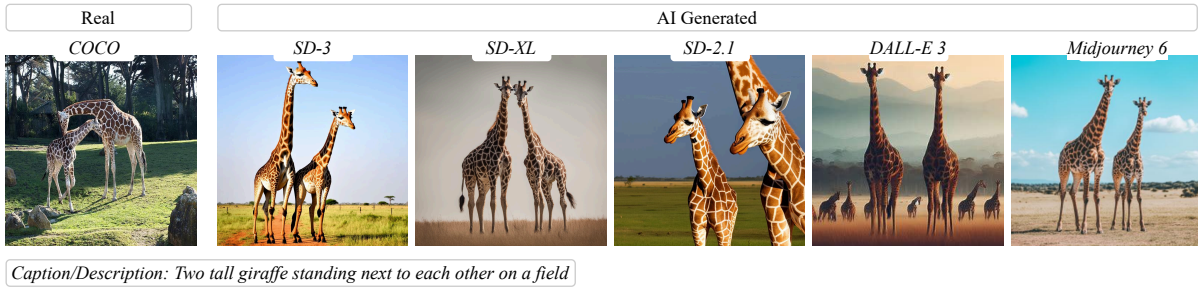 Real
AI Generated
COCO
SD-3
SD-XL
SD-2.1
DALL-E 3
Midjourney 6
Caption/Description: Two tall giraffe standing next to each other on a field